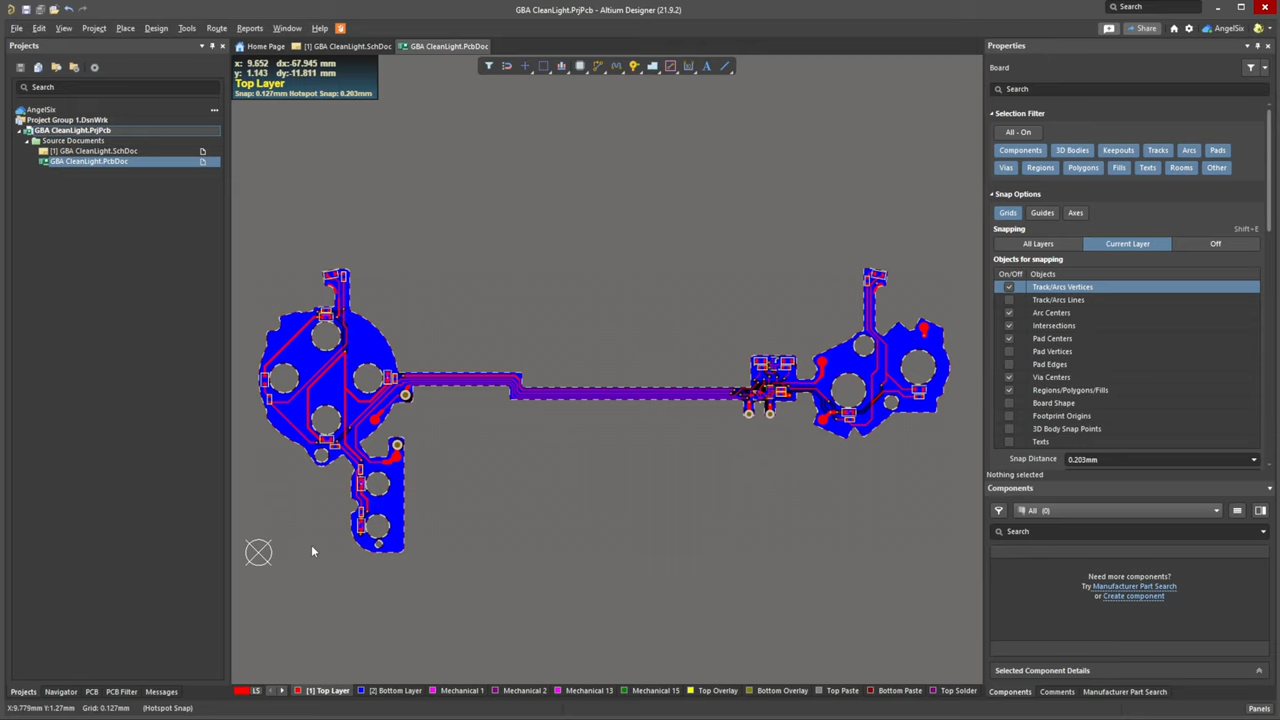 GBA CleanLight.PrjPcb - Altium Designer (21.9.2)
Search
File Edit View Project Place Design Tools Route Reports Window Help
Share
AngelSix
Projects
Home Page
[1] GBA CleanLight.SchDoc
GBA CleanLight.PcbDoc
Properties
x: 9.652 dx:-67.945 mm
y: 1.143 dy:-11.811 mm
Top Layer
Snap: 0.127mm Hotspot Snap: 0.203mm
Board
Search
Search
AngelSix
Project Group 1.DsnWrk
GBA CleanLight.PrjPcb
Source Documents
[1] GBA CleanLight.SchDoc
GBA CleanLight.PcbDoc
Selection Filter
All - On
Components 3D Bodies Keepouts Tracks Arcs Pads
Vias Regions Polygons Fills Texts Rooms Other
Snap Options
Grids Guides Axes
Snapping Shift+E
All Layers Current Layer Off
Objects for snapping
On/Off Objects
Track/Arcs Vertices
Track/Arcs Lines
Arc Centers
Intersections
Pad Centers
Pad Vertices
Pad Edges
Via Centers
Regions/Polygons/Fills
Board Shape
Footprint Origins
3D Body Snap Points
Texts
Snap Distance 0.203mm
Nothing selected
Components
All (0)
Search
Need more components?
Try Manufacturer Part Search
or Create component
Selected Component Details
Projects Navigator PCB PCB Filter Messages
LS [1] Top Layer [2] Bottom Layer Mechanical 1 Mechanical 2 Mechanical 13 Mechanical 15 Top Overlay Bottom Overlay Top Paste Bottom Paste Top Solder
Components Comments Manufacturer Part Search
X:9.779mm Y:1.27mm Grid: 0.127mm (Hotspot Snap)
Panels